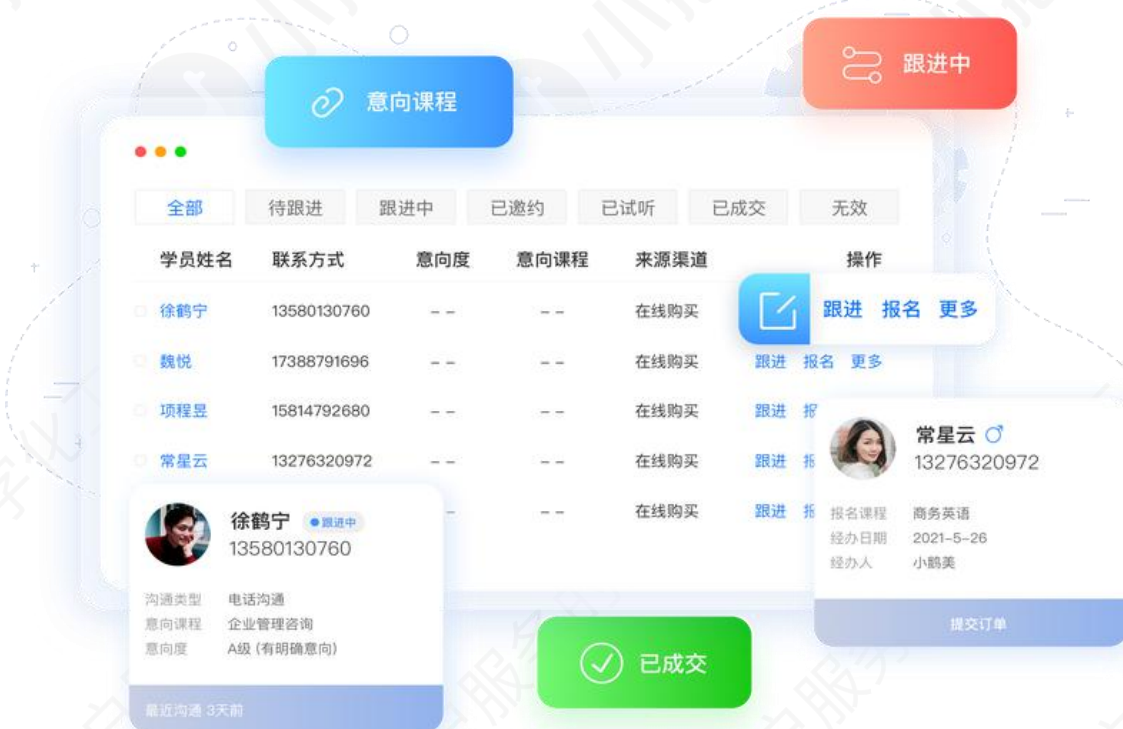 跟进中
意向课程
全部 待跟进 跟进中 已邀约 已试听 已成交 无效
学员姓名 联系方式 意向度 意向课程 来源渠道 操作
徐鹤宁 13580130760 -- -- 在线购买 跟进 报名 更多
魏悦 17388791696 -- -- 在线购买 跟进 报名 更多
项程昱 15814792680 -- -- 在线购买 跟进
常星云 13276320972 -- -- 在线购买 跟进
-- 在线购买 跟进
徐鹤宁 跟进中
13580130760
沟通类型 电话沟通
意向课程 企业管理咨询
意向度 A级 (有明确意向)
最近沟通 3天前
常星云
13276320972
报名课程 商务英语
经办日期 2021-5-26
经办人 小鹅美
提交订单
已成交